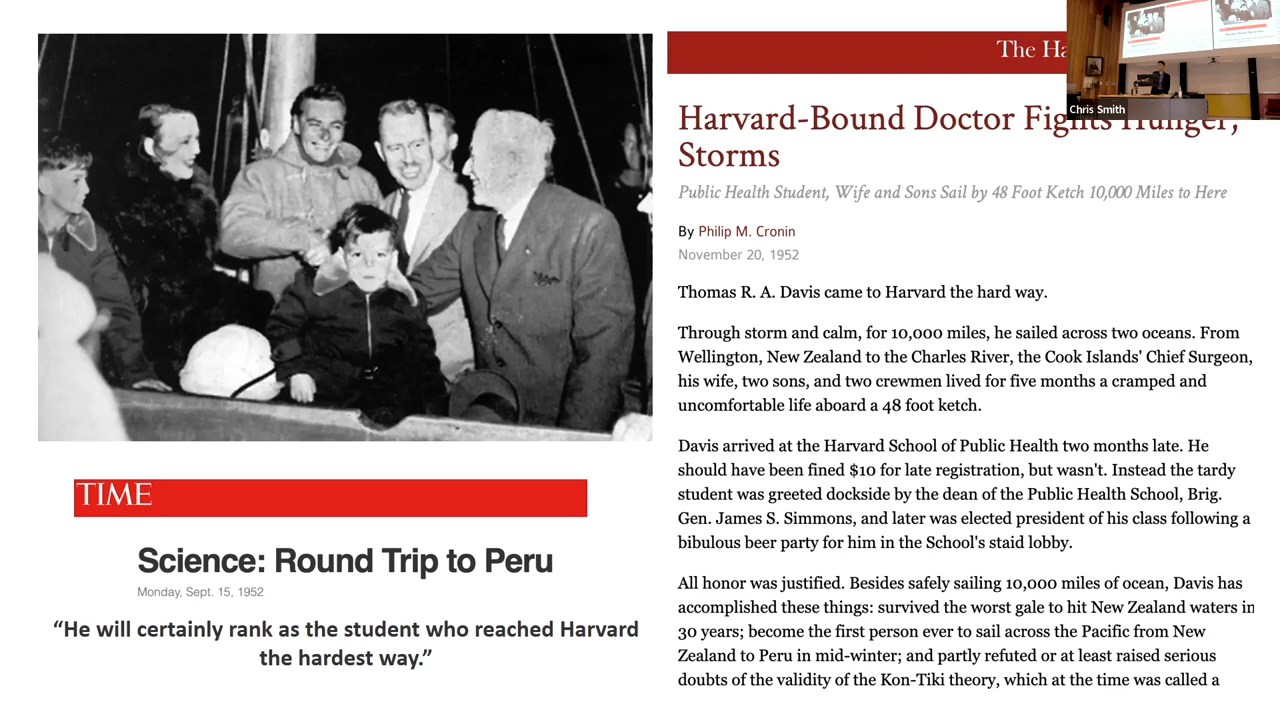 The Ha
Chris Smith
Harvard-Bound Doctor Fights Hunger,
Storms
Public Health Student, Wife and Sons Sail by 48 Foot Ketch 10,000 Miles to Here
By Philip M. Cronin
November 20, 1952
Thomas R. A. Davis came to Harvard the hard way.
Through storm and calm, for 10,000 miles, he sailed across two oceans. From
Wellington, New Zealand to the Charles River, the Cook Islands' Chief Surgeon,
his wife, two sons, and two crewmen lived for five months a cramped and
uncomfortable life aboard a 48 foot ketch.
Davis arrived at the Harvard School of Public Health two months late. He
should have been fined $10 for late registration, but wasn't. Instead the tardy
student was greeted dockside by the dean of the Public Health School, Brig.
Gen. James S. Simmons, and later was elected president of his class following a
bibulous beer party for him in the School's staid lobby.
All honor was justified. Besides safely sailing 10,000 miles of ocean, Davis has
accomplished these things: survived the worst gale to hit New Zealand waters in
30 years; become the first person ever to sail across the Pacific from New
Zealand to Peru in mid-winter; and partly refuted or at least raised serious
doubts of the validity of the Kon-Tiki theory, which at the time was called a
TIME
Science: Round Trip to Peru
Monday, Sept. 15, 1952
“He will certainly rank as the student who reached Harvard
the hardest way.”